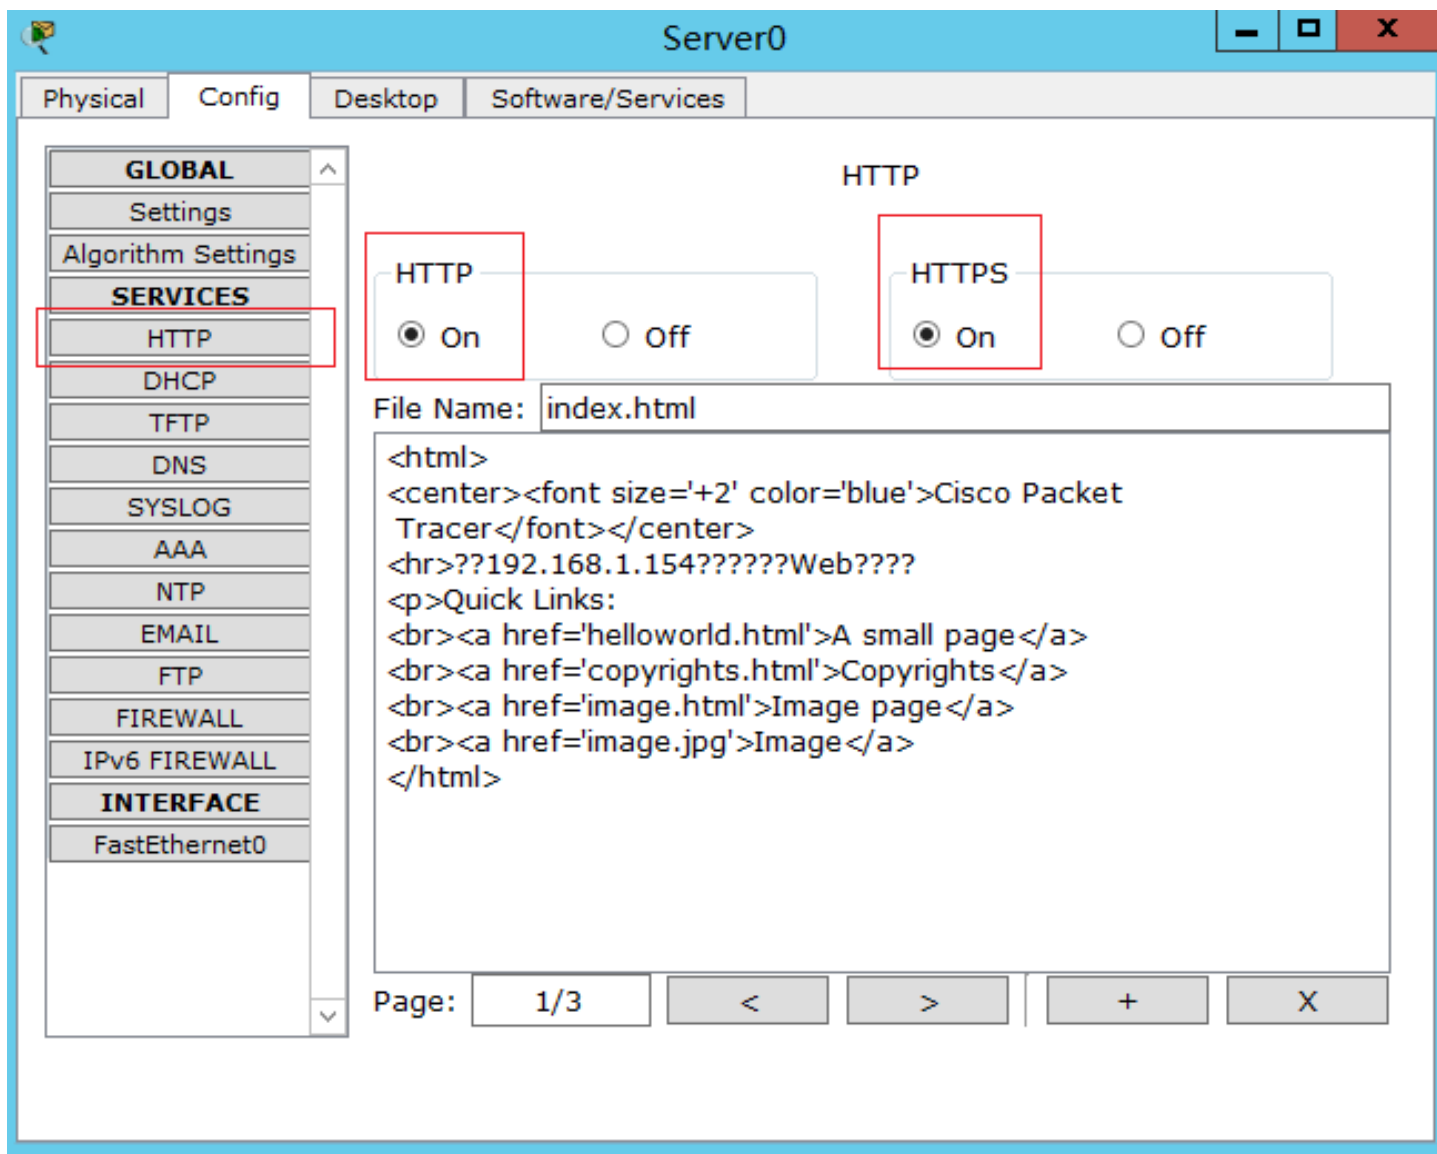 Server0
Physical Config Desktop Software/Services
GLOBAL
Settings
Algorithm Settings
SERVICES
HTTP
DHCP
TFTP
DNS
SYSLOG
AAA
NTP
EMAIL
FTP
FIREWALL
IPv6 FIREWALL
INTERFACE
FastEthernet0
HTTP
HTTP HTTPS
On Off On Off
File Name: index.html
<html>
<center><font size='+2' color='blue'>Cisco Packet
Tracer</font></center>
<hr>??192.168.1.154??????Web????
<p>Quick Links:
<br><a href='helloworld.html'>A small page</a>
<br><a href='copyrights.html'>Copyrights</a>
<br><a href='image.html'>Image page</a>
<br><a href='image.jpg'>Image</a>
</html>
Page: 1/3 < > + X